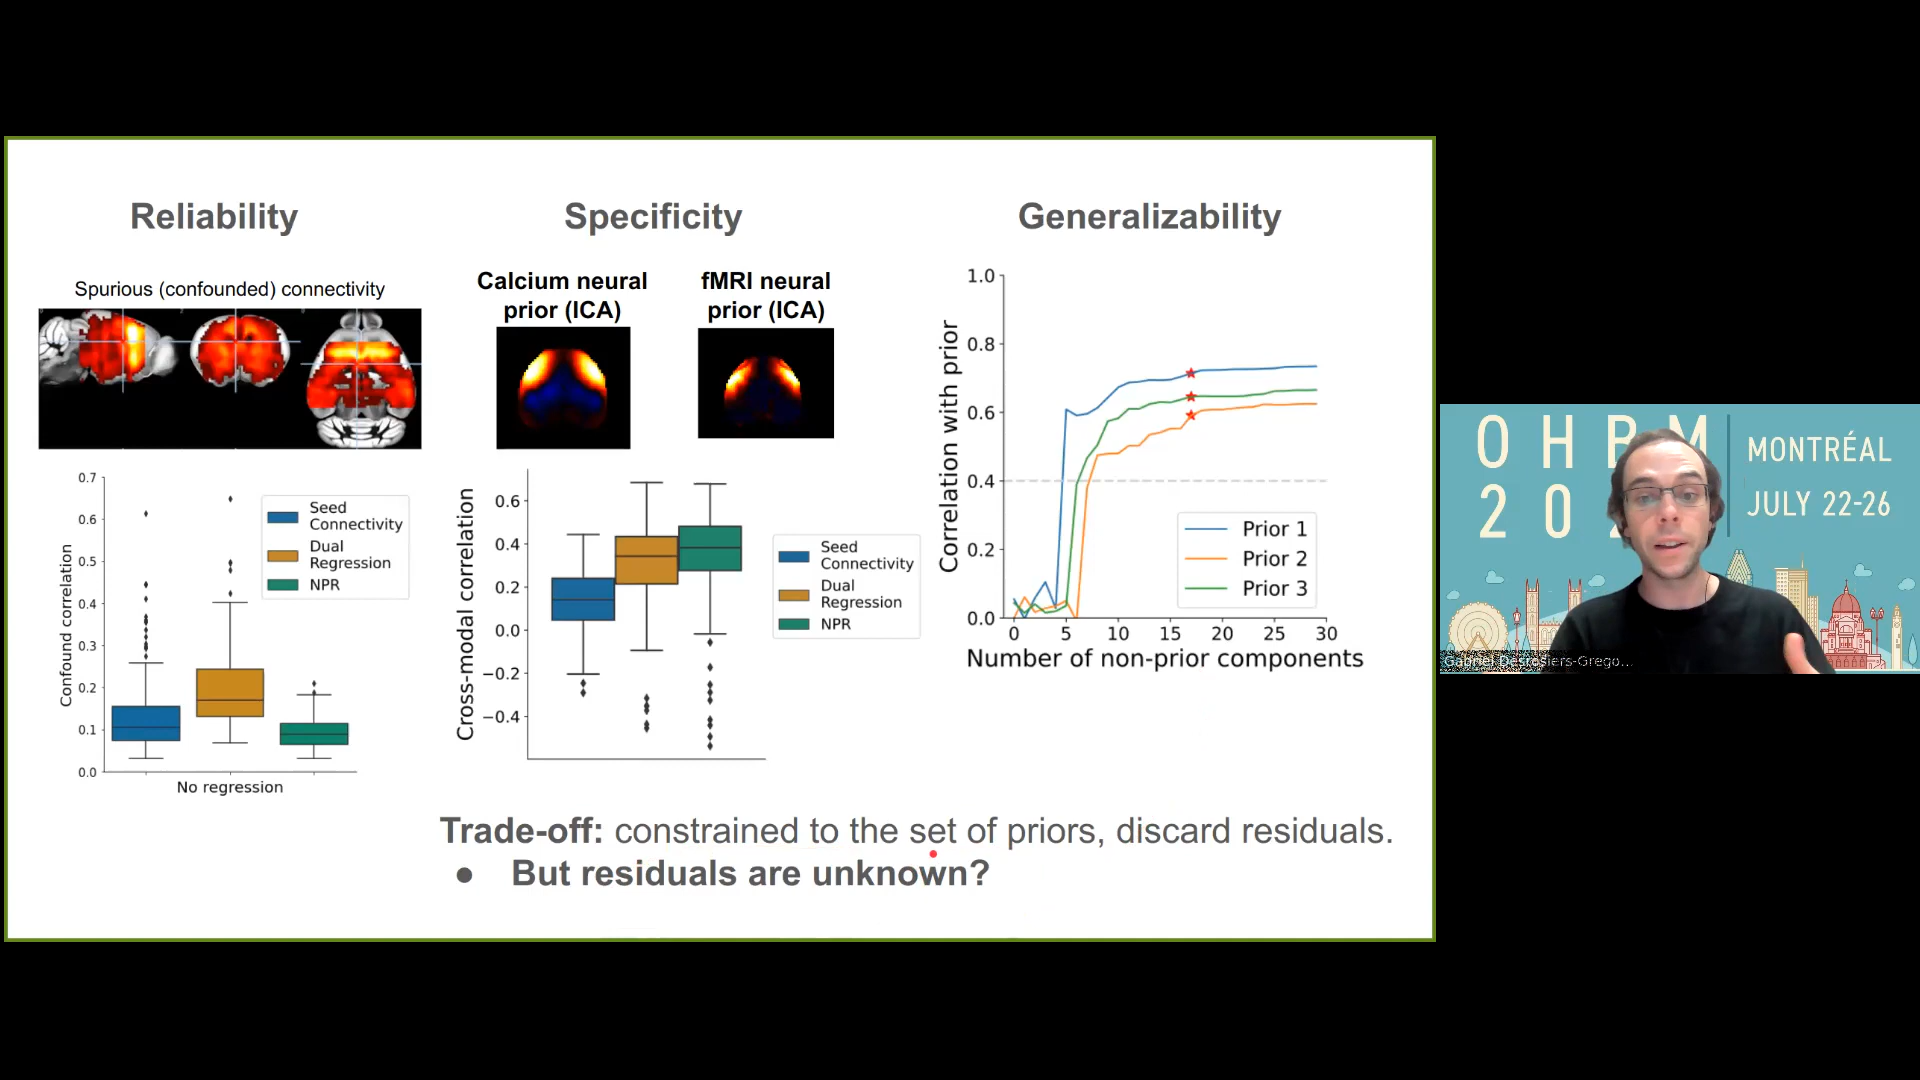 Reliability
Spurious (confounded) connectivity
0.7
0.6
0.5
0.4
0.3
0.2
0.1
0.0
Confound correlation
Seed
Connectivity
Dual
Regression
NPR
No regression
Specificity
Calcium neural
prior (ICA)
fMRI neural
prior (ICA)
0.6
0.4
0.2
0.0
−0.2
−0.4
Cross-modal correlation
Seed
Connectivity
Dual
Regression
NPR
Generalizability
1.0
0.8
0.6
0.4
0.2
0.0
Correlation with prior
Prior 1
Prior 2
Prior 3
0 5 10 15 20 25 30
Number of non-prior components
Trade-off: constrained to the set of priors, discard residuals.
● But residuals are unknown?
O H B M
2 0
MONTRÉAL
JULY 22-26
Gabriel Desrosiers-Grego...